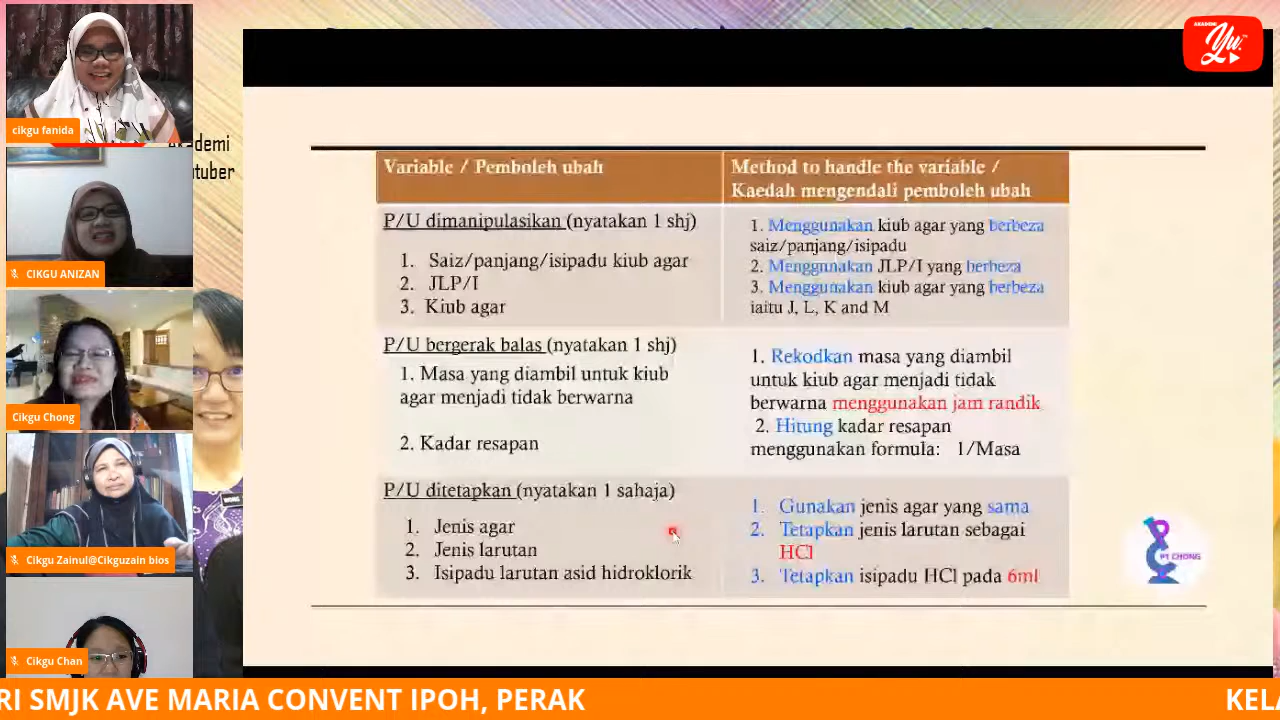 cikgu fanida
CIKGU ANIZAN
Cikgu Chong
Cikgu Zainul@Cikguzain bios
Cikgu Chan
AKADEMI
Yu.
Variable / Pemboleh ubah
Method to handle the variable /
Kaedah mengendali pemboleh ubah
P/U dimanipulasikan (nyatakan 1 shj)
1. Saiz/panjang/isipadu kiub agar
2. JLP/I
3. Kiub agar
1. Menggunakan kiub agar yang berbeza
saiz/panjang/isipadu
2. Menggunakan JLP/I yang berbeza
3. Menggunakan kiub agar yang berbeza
iaitu J, L, K and M
P/U bergerak balas (nyatakan 1 shj)
1. Masa yang diambil untuk kiub
agar menjadi tidak berwarna
2. Kadar resapan
1. Rekodkan masa yang diambil
untuk kiub agar menjadi tidak
berwarna menggunakan jam randik
2. Hitung kadar resapan
menggunakan formula: 1/Masa
P/U ditetapkan (nyatakan 1 sahaja)
1. Jenis agar
2. Jenis larutan
3. Isipadu larutan asid hidroklorik
1. Gunakan jenis agar yang sama
2. Tetapkan jenis larutan sebagai
HCl
3. Tetapkan isipadu HCl pada 6ml
CHONG
RI SMJK AVE MARIA CONVENT IPOH, PERAK
KELA